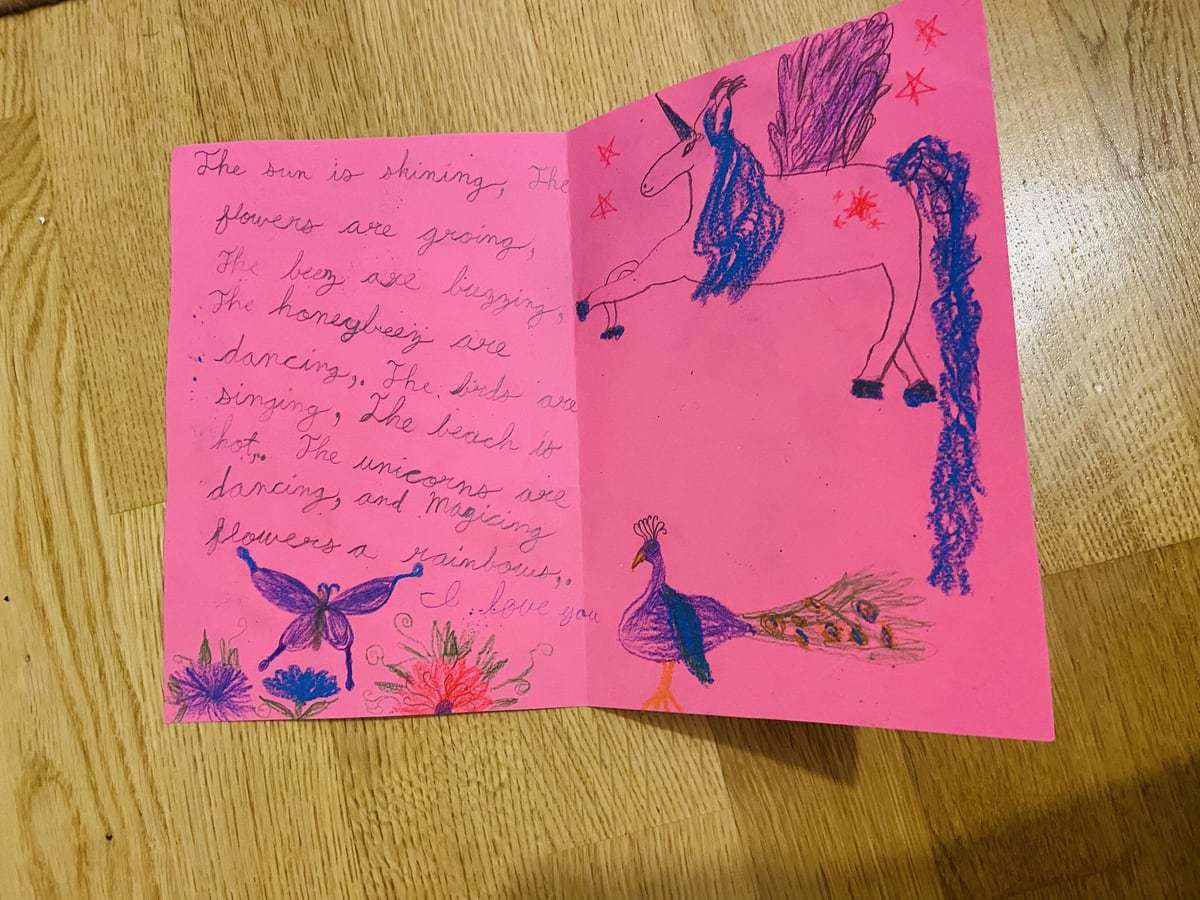 The sun is shining, The
flowers are groing,
The beez are buzzing,
The honeybeez are
dancing,. The birds are
singing, The beach is
hot,. The unicorns are
dancing, and Magicing
flowers a rainbows,.
I love you